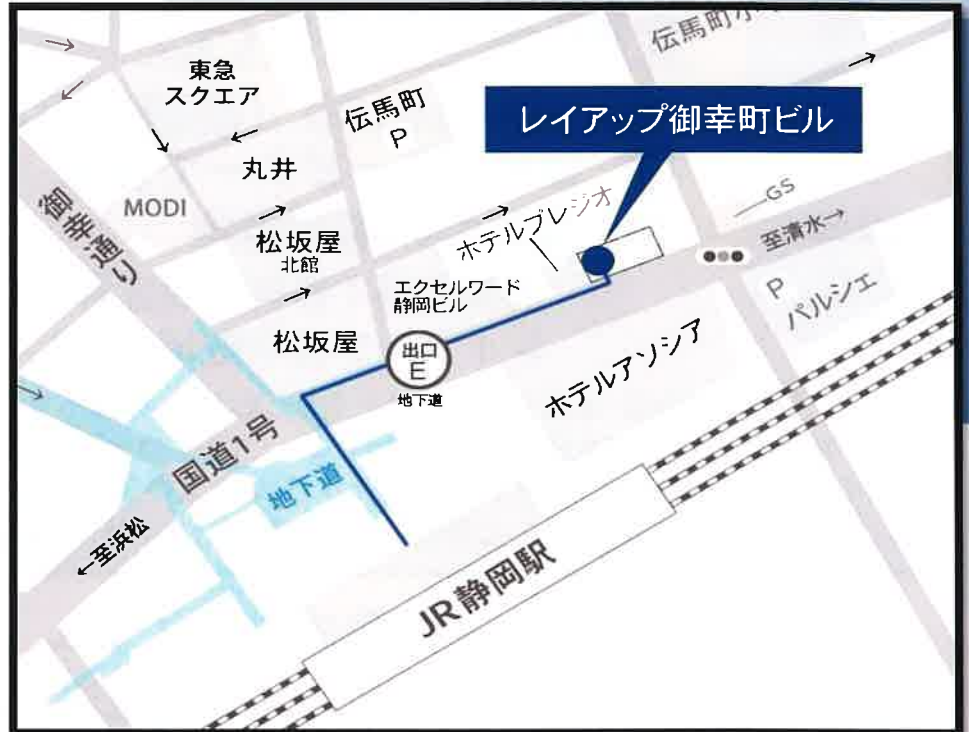 伝馬町
東急
スクエア
伝馬町
P
レイアップ御幸町ビル
丸井
御幸通り
MODI
松坂屋
北館
ホテルブレジオ
GS
至清水→
エクセルワード
静岡ビル
P
パルシェ
松坂屋
出口
E
地下道
ホテルアソシア
国道1号
地下道
←至浜松
JR静岡駅